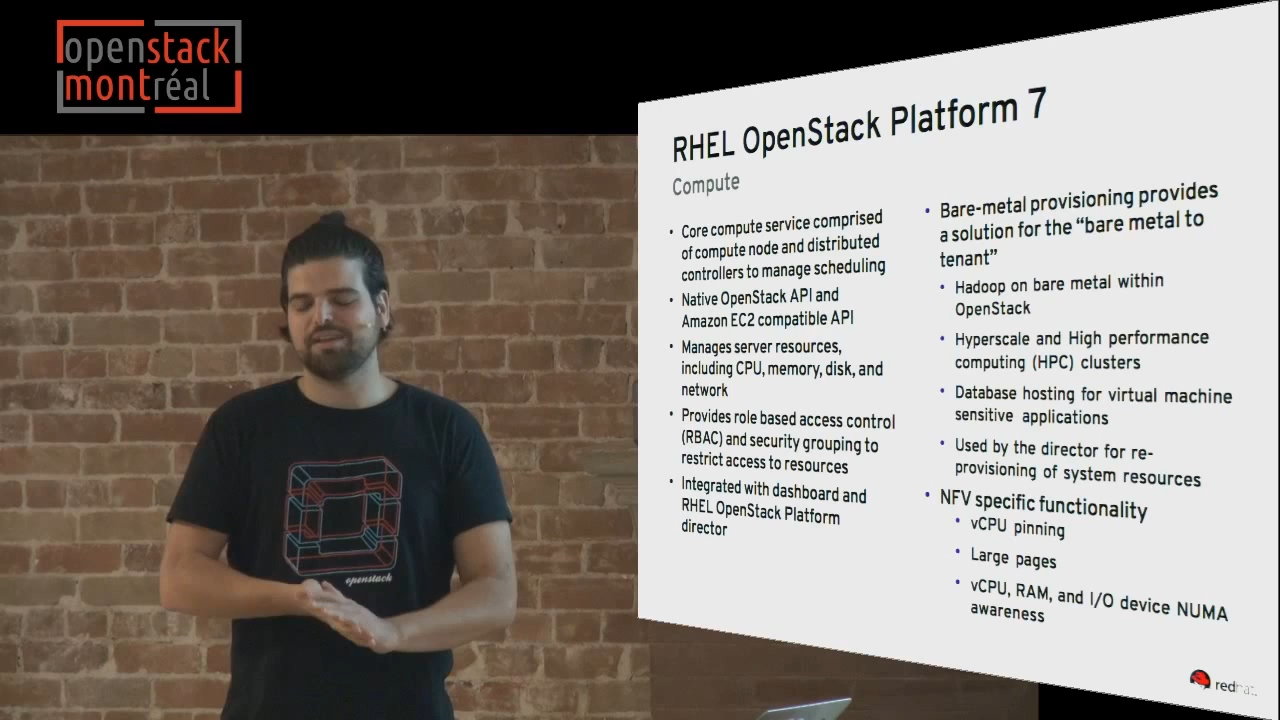 openstack
montréal
RHEL OpenStack Platform 7
Compute
• Core compute service comprised
of compute node and distributed
controllers to manage scheduling
• Native OpenStack API and
Amazon EC2 compatible API
• Manages server resources,
including CPU, memory, disk, and
network
• Provides role based access control
(RBAC) and security grouping to
restrict access to resources
• Integrated with dashboard and
RHEL OpenStack Platform
director
• Bare-metal provisioning provides
a solution for the “bare metal to
tenant”
• Hadoop on bare metal within
OpenStack
• Hyperscale and High performance
computing (HPC) clusters
• Database hosting for virtual machine
sensitive applications
• Used by the director for re-
provisioning of system resources
• NFV specific functionality
• vCPU pinning
• Large pages
• vCPU, RAM, and I/O device NUMA
awareness
redhat.
openstack